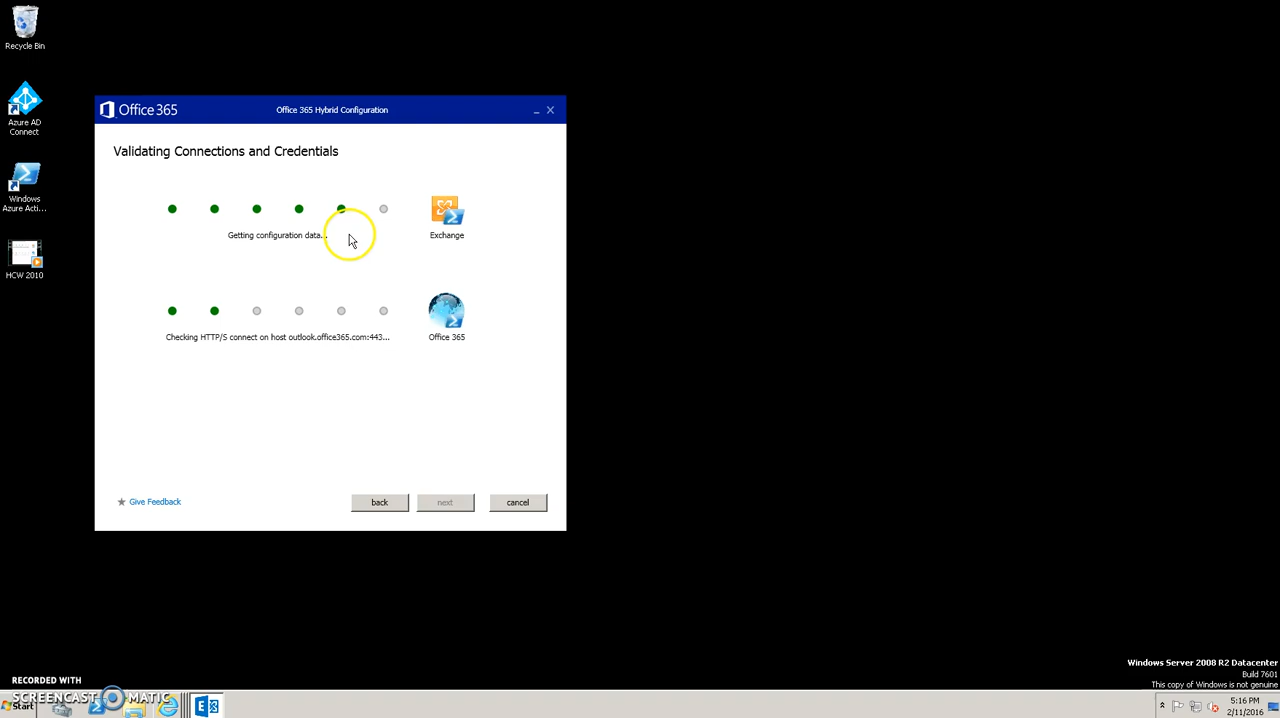 Recycle Bin
Azure AD
Connect
Windows
Azure Acti...
HCW 2010
Office 365
Office 365 Hybrid Configuration
Validating Connections and Credentials
Getting configuration data...
Exchange
Checking HTTP/S connect on host outlook.office365.com:443...
Office 365
Give Feedback
back
next
cancel
Windows Server 2008 R2 Datacenter
Build 7601
This copy of Windows is not genuine
RECORDED WITH
SCREENCAST MATIC
Start
5:16 PM
2/11/2016